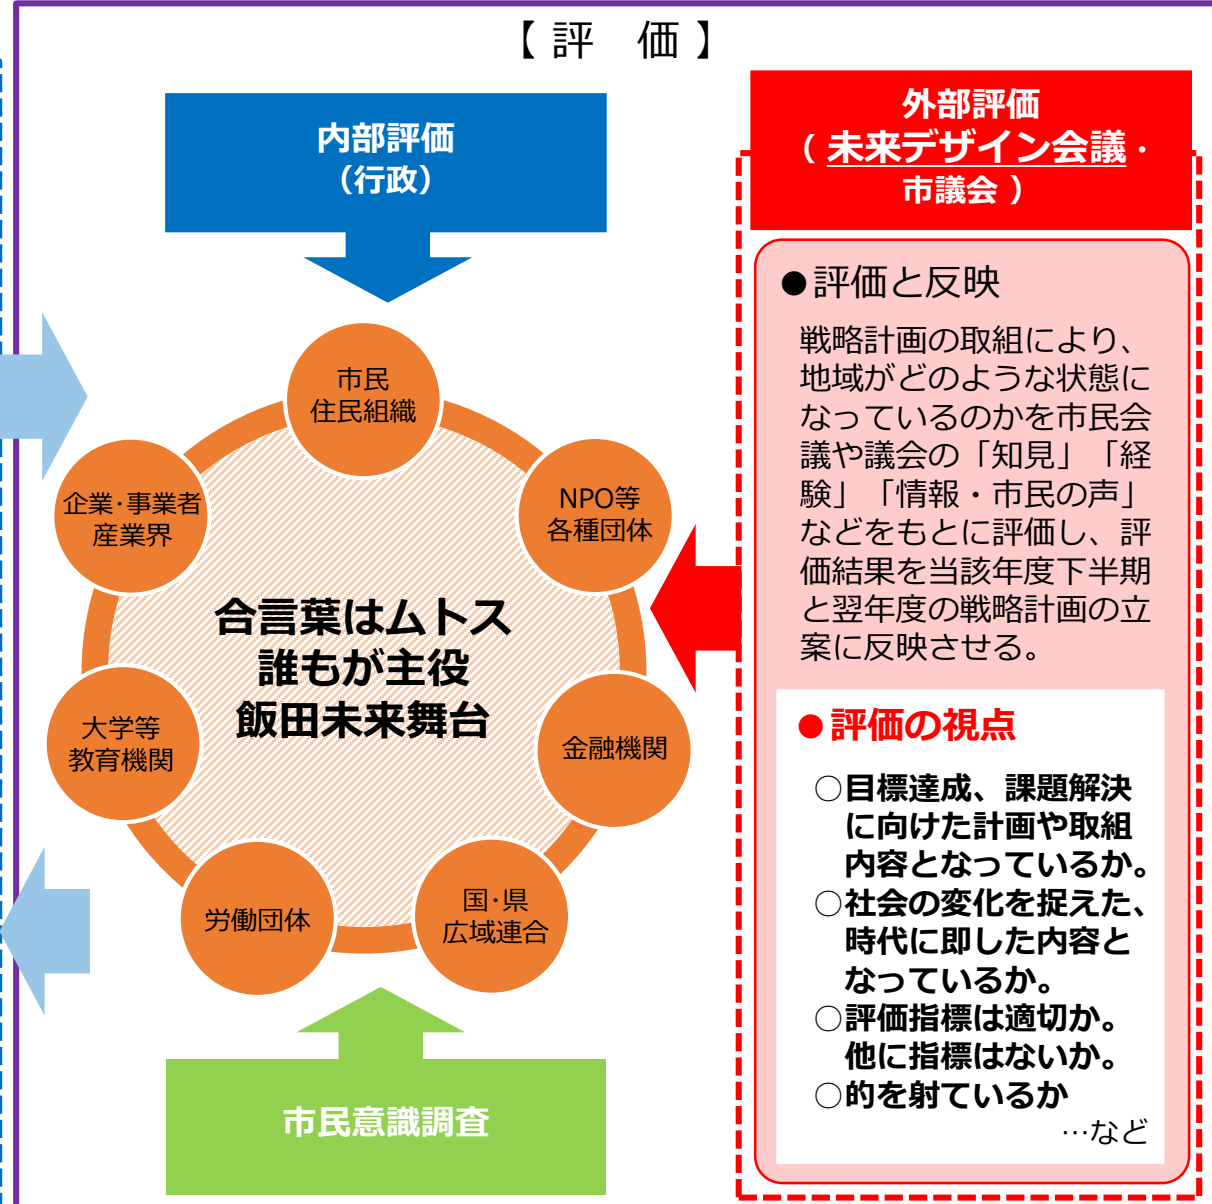 【 評　価 】
内部評価
（行政）
外部評価
（ 未来デザイン会議・
市議会 ）
市民
住民組織
企業・事業者
産業界
NPO等
各種団体
合言葉はムトス
誰もが主役
飯田未来舞台
大学等
教育機関
金融機関
労働団体
国・県
広域連合
市民意識調査
●評価と反映
戦略計画の取組により、
地域がどのような状態に
なっているのかを市民会
議や議会の「知見」「経
験」「情報・市民の声」
などをもとに評価し、評
価結果を当該年度下半期
と翌年度の戦略計画の立
案に反映させる。
●評価の視点
○目標達成、課題解決
に向けた計画や取組
内容となっているか。
○社会の変化を捉えた、
時代に即した内容と
なっているか。
○評価指標は適切か。
他に指標はないか。
○的を射ているか
…など